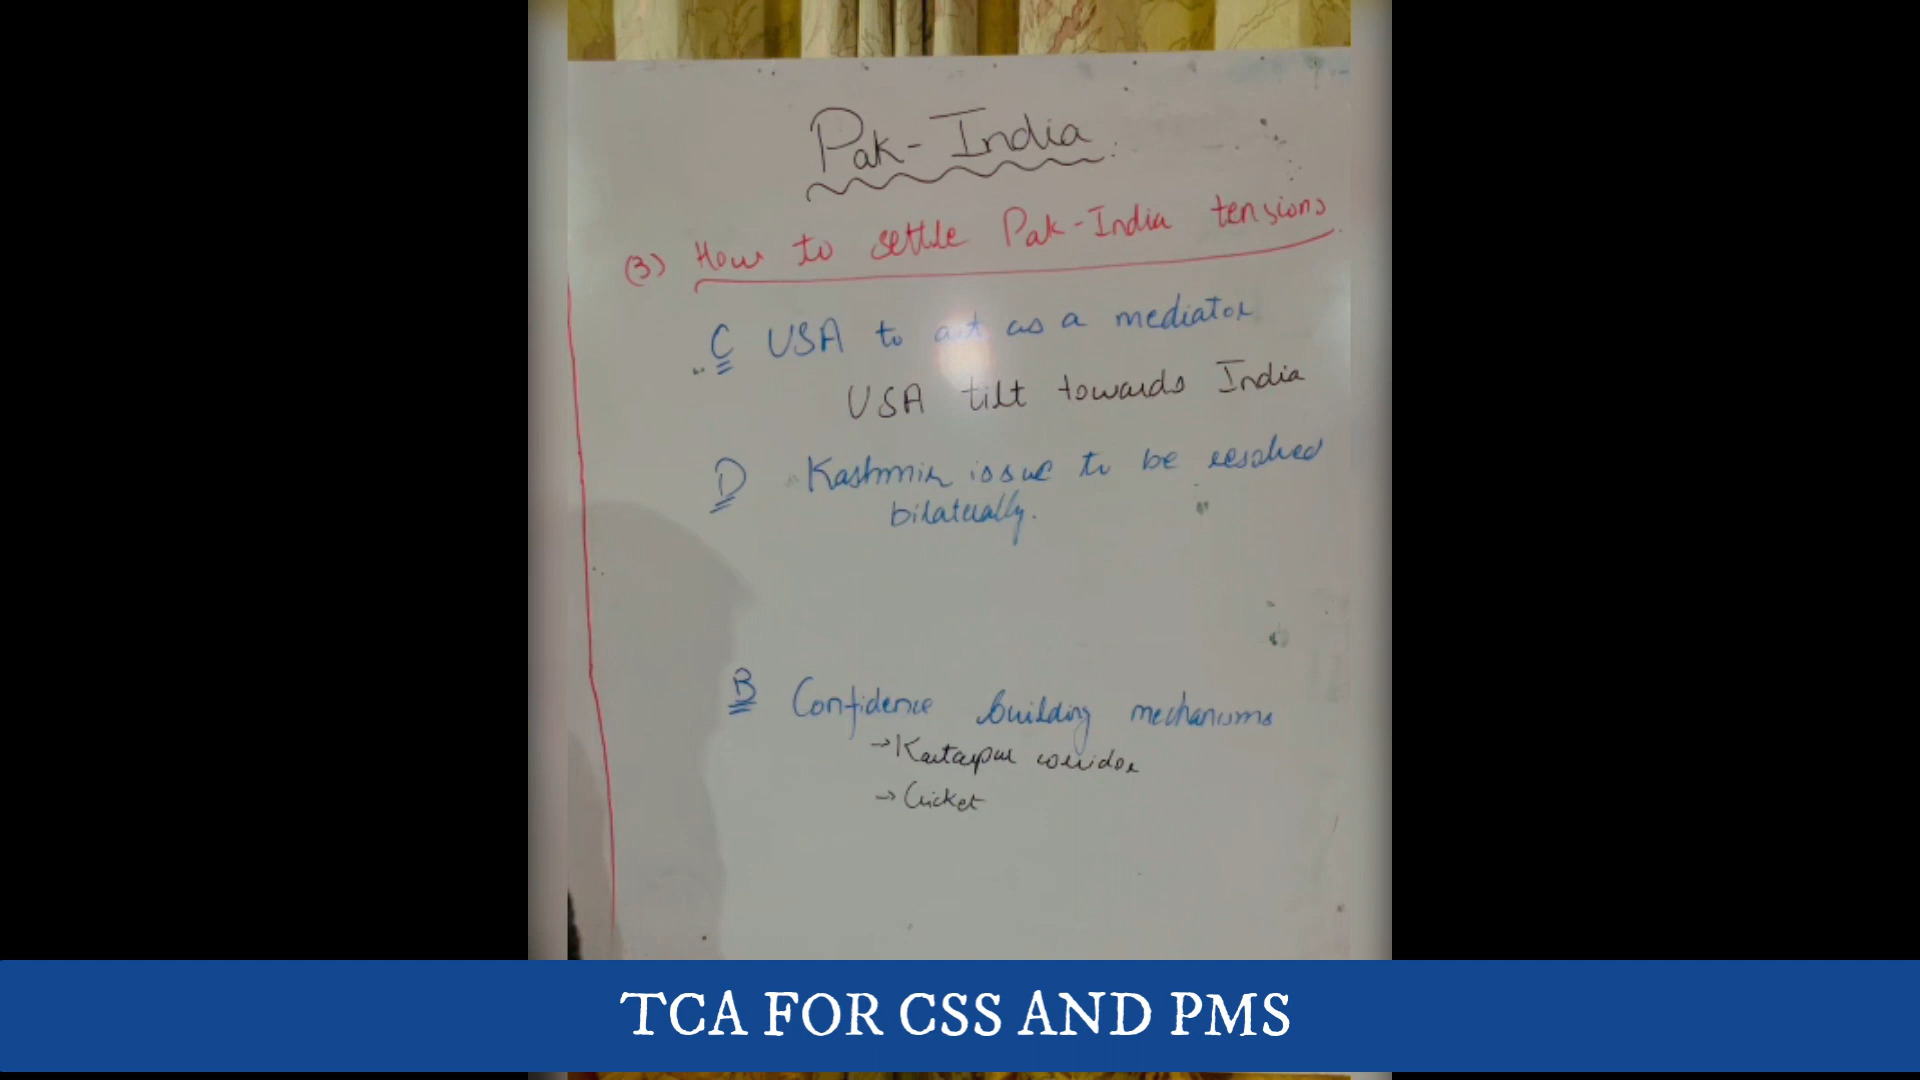 Pak-India
(3) How to settle Pak-India tensions
C USA to act as a mediator
USA tilt towards India
D Kashmir issue to be resolved
bilaterally.
B Confidence building mechanisms
→Kartarpur corridor
→Cricket
TCA FOR CSS AND PMS